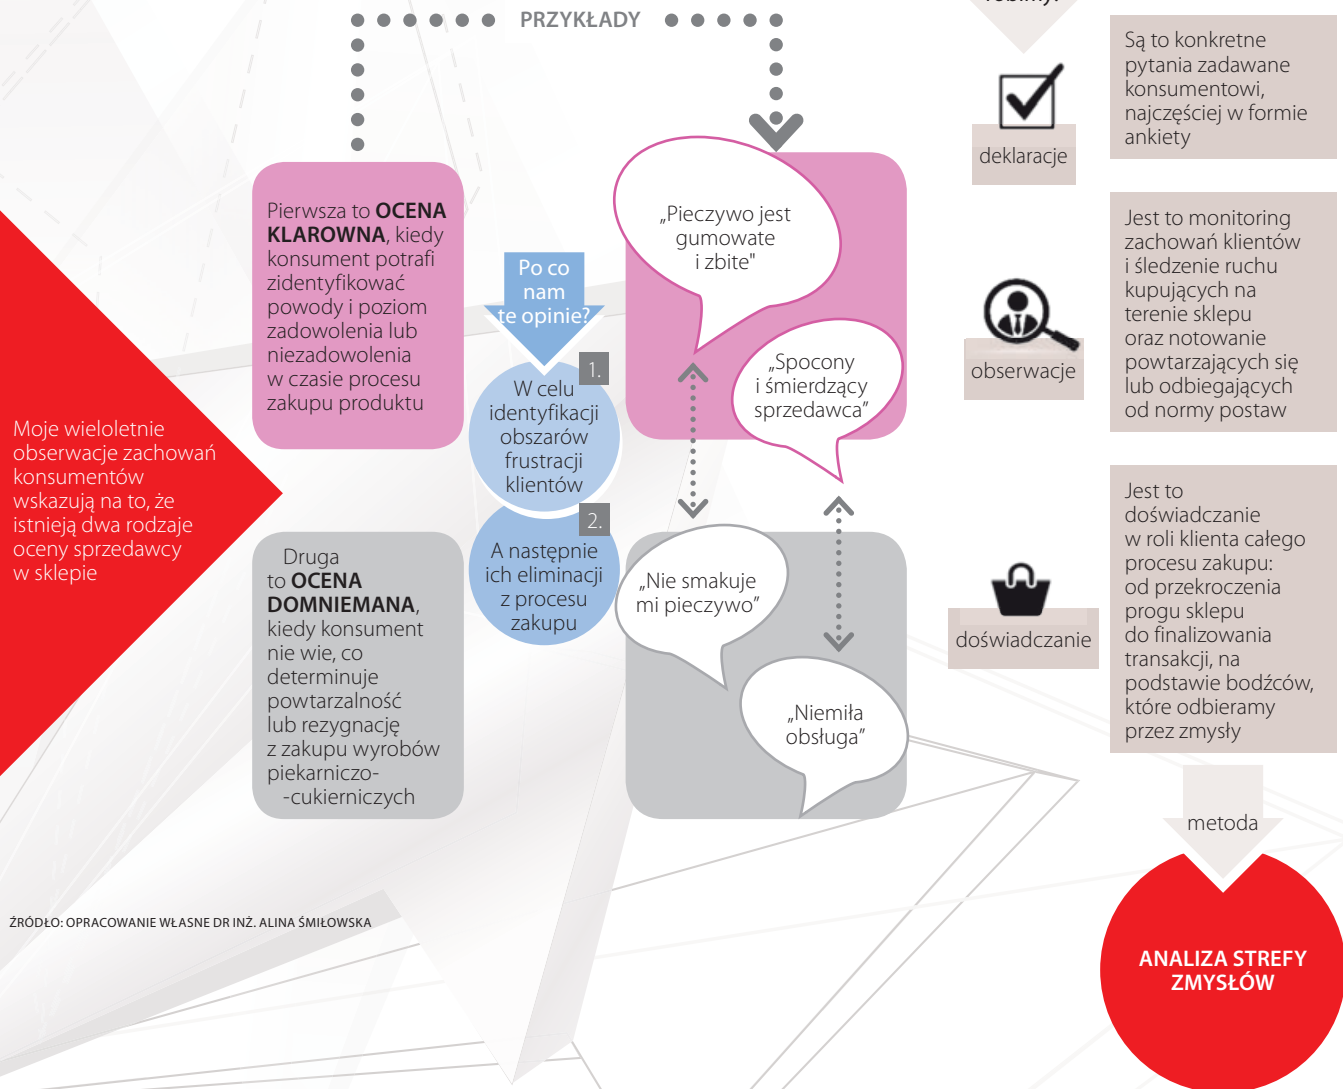 PRZYKŁADY
Moje wieloletnie
obserwacje zachowań
konsumentów
wskazują na to, że
istnieją dwa rodzaje
oceny sprzedawcy
w sklepie
Pierwsza to OCENA
KLAROWNA, kiedy
konsument potrafi
zidentyfikować
powody i poziom
zadowolenia lub
niezadowolenia
w czasie procesu
zakupu produktu
Druga
to OCENA
DOMNIEMANA,
kiedy konsument
nie wie, co
determinuje
powtarzalność
lub rezygnację
z zakupu wyrobów
piekarniczo-
-cukierniczych
Po co
nam
te opinie?
1.
W celu
identyfikacji
obszarów
frustracji
klientów
2.
A następnie
ich eliminacji
z procesu
zakupu
„Pieczywo jest
gumowate
i zbite"
„Spocony
i śmierdzący
sprzedawca”
„Nie smakuje
mi pieczywo”
„Niemiła
obsługa”
deklaracje
Są to konkretne
pytania zadawane
konsumentowi,
najczęściej w formie
ankiety
obserwacje
Jest to monitoring
zachowań klientów
i śledzenie ruchu
kupujących na
terenie sklepu
oraz notowanie
powtarzających się
lub odbiegających
od normy postaw
doświadczanie
Jest to
doświadczanie
w roli klienta całego
procesu zakupu:
od przekroczenia
progu sklepu
do finalizowania
transakcji, na
podstawie bodźców,
które odbieramy
przez zmysły
metoda
ANALIZA STREFY
ZMYSŁÓW
ŹRÓDŁO: OPRACOWANIE WŁASNE DR INŻ. ALINA ŚMIŁOWSKA